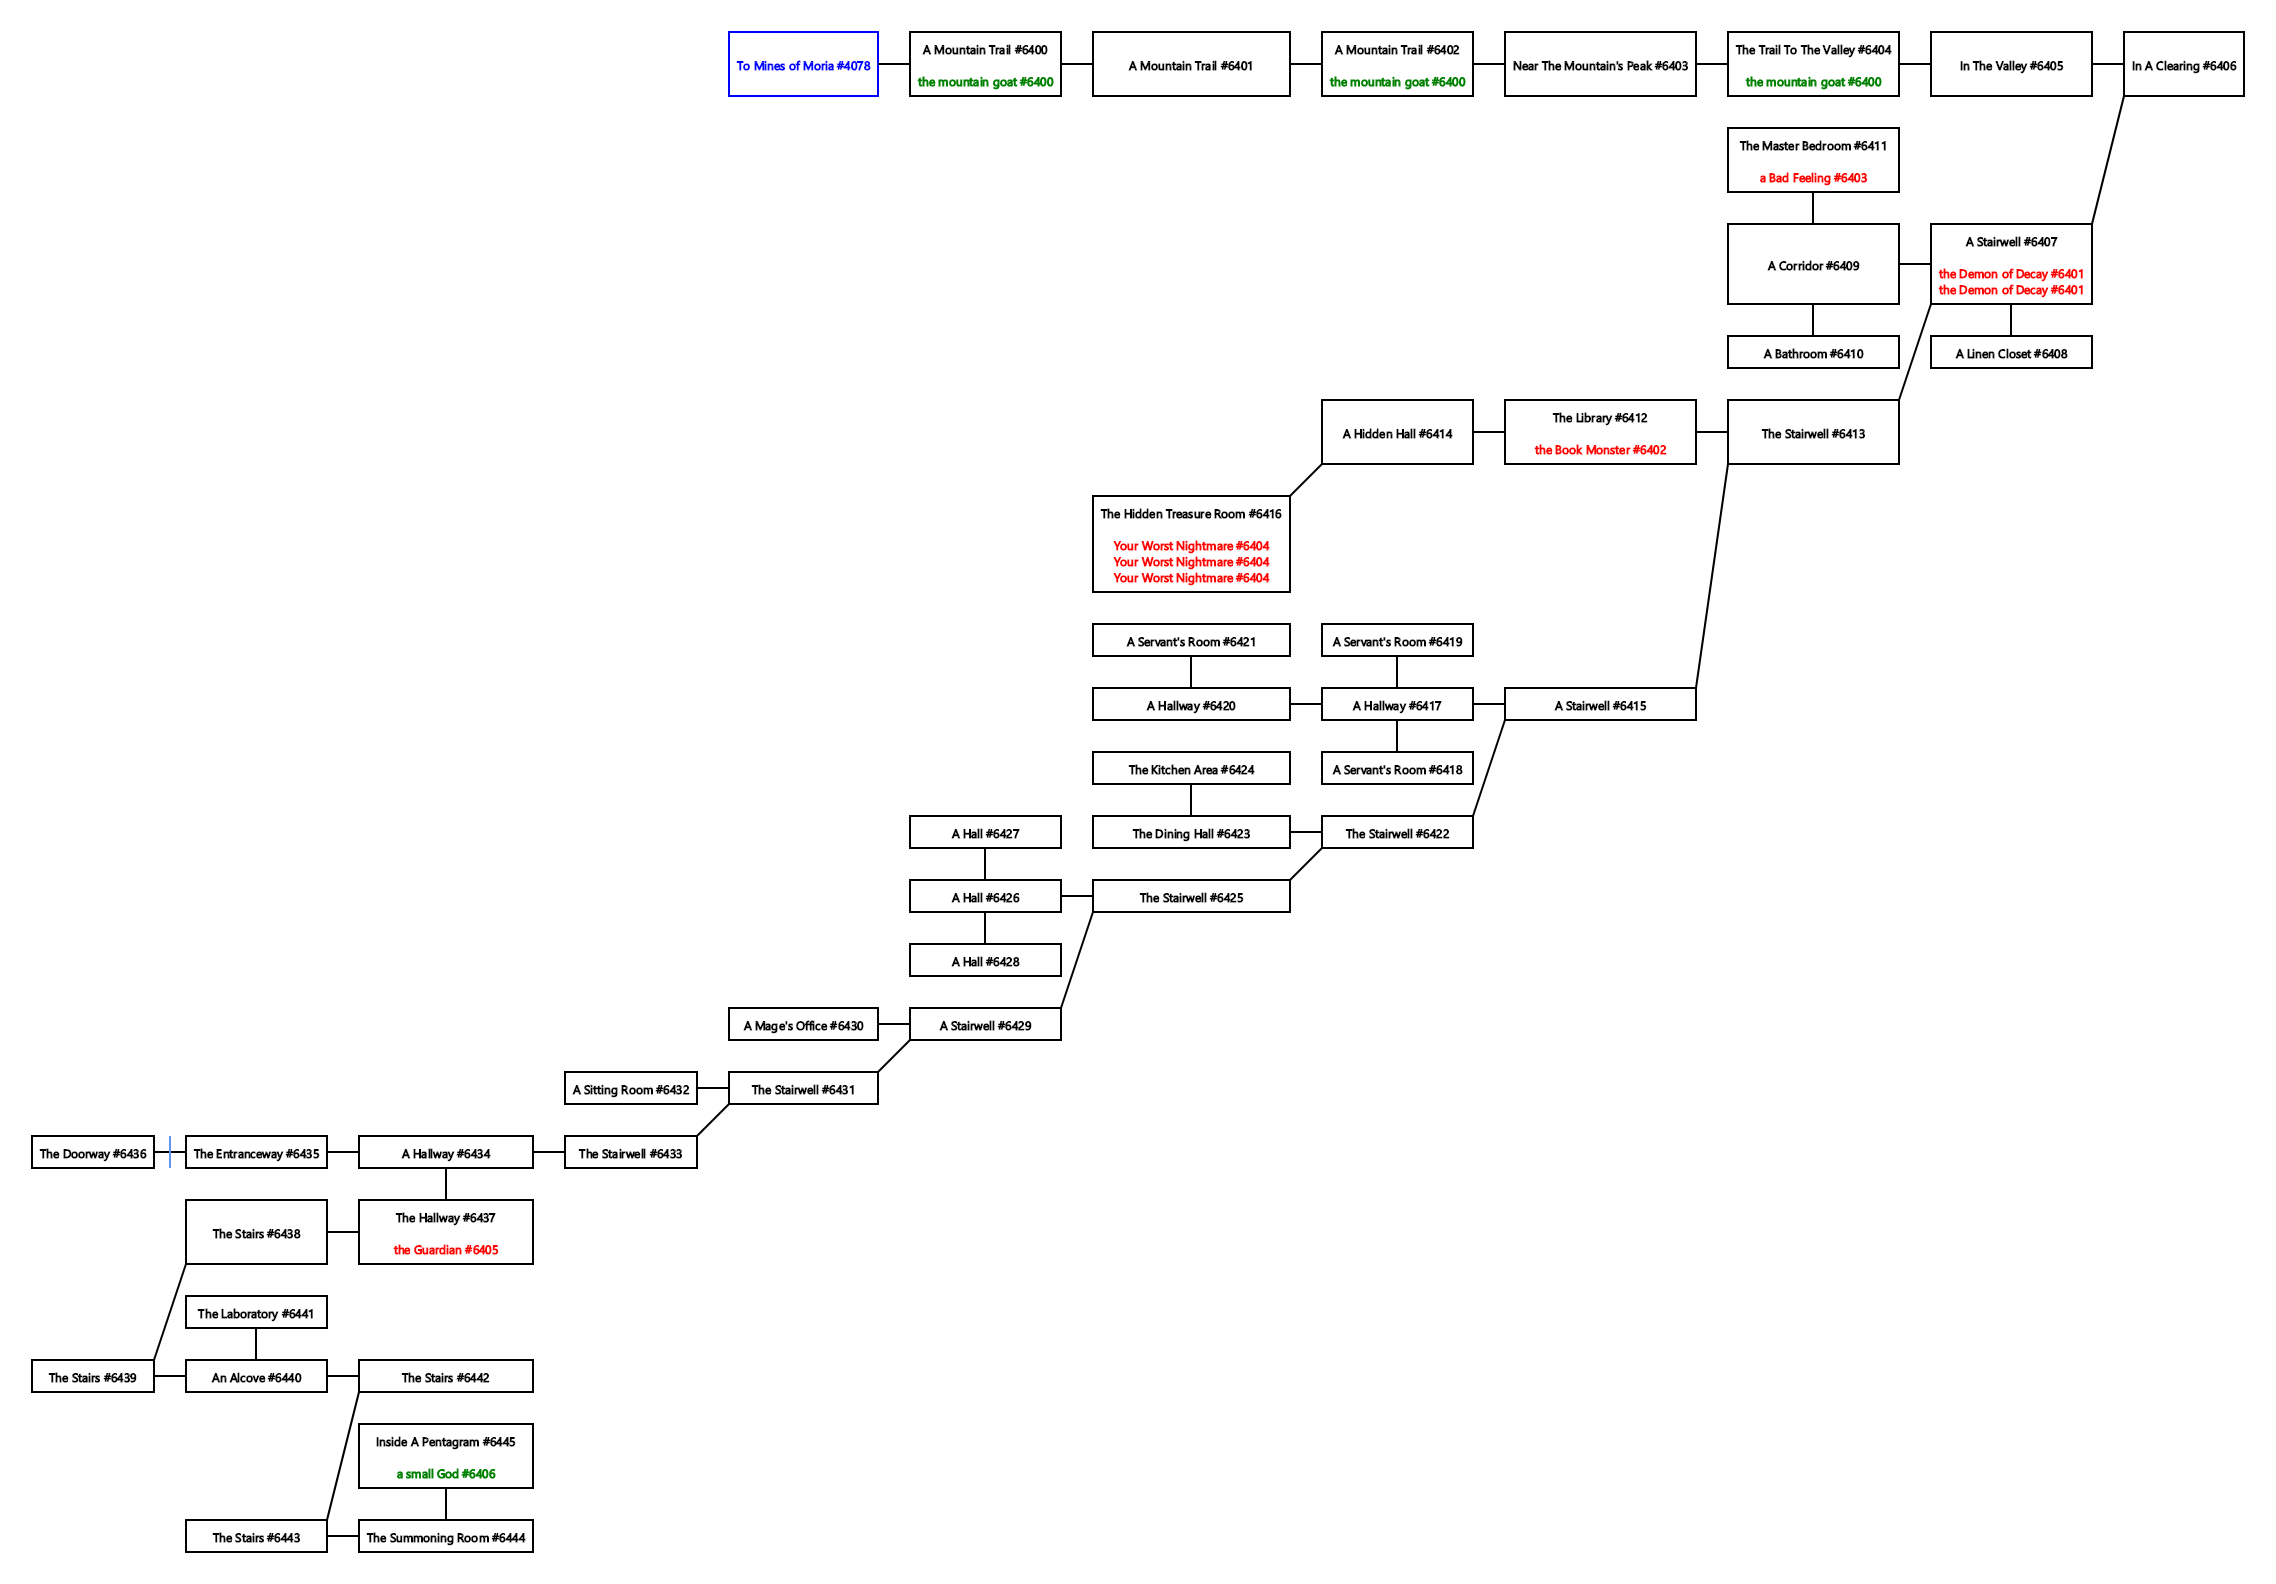 To Mines of Moria #4078
A Mountain Trail #6400
the mountain goat #6400
A Mountain Trail #6401
A Mountain Trail #6402
the mountain goat #6400
Near The Mountain's Peak #6403
The Trail To The Valley #6404
the mountain goat #6400
In The Valley #6405
In A Clearing #6406
The Master Bedroom #6411
a Bad Feeling #6403
A Corridor #6409
A Stairwell #6407
the Demon of Decay #6401
the Demon of Decay #6401
A Bathroom #6410
A Linen Closet #6408
A Hidden Hall #6414
The Library #6412
the Book Monster #6402
The Stairwell #6413
The Hidden Treasure Room #6416
Your Worst Nightmare #6404
Your Worst Nightmare #6404
Your Worst Nightmare #6404
A Servant's Room #6421
A Servant's Room #6419
A Hallway #6420
A Hallway #6417
A Stairwell #6415
The Kitchen Area #6424
A Servant's Room #6418
A Hall #6427
The Dining Hall #6423
The Stairwell #6422
A Hall #6426
The Stairwell #6425
A Hall #6428
A Mage's Office #6430
A Stairwell #6429
A Sitting Room #6432
The Stairwell #6431
The Doorway #6436
The Entranceway #6435
A Hallway #6434
The Stairwell #6433
The Stairs #6438
The Hallway #6437
the Guardian #6405
The Laboratory #6441
The Stairs #6439
An Alcove #6440
The Stairs #6442
Inside A Pentagram #6445
a small God #6406
The Stairs #6443
The Summoning Room #6444